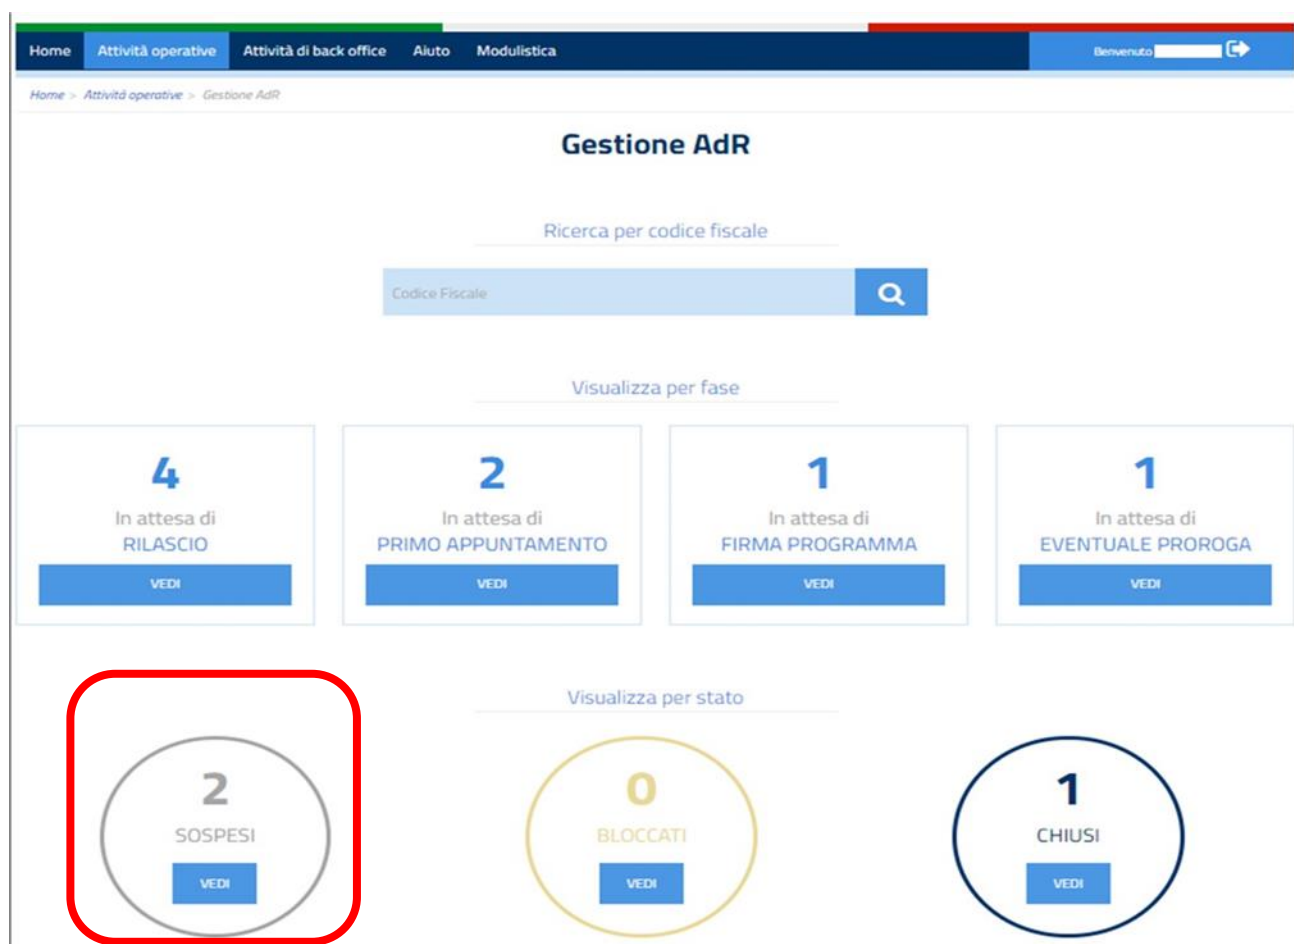 Home Attività operative Attività di back office Aiuto Modulistica Benvenuto
Home > Attività operative > Gestione AdR
Gestione AdR
Ricerca per codice fiscale
Codice Fiscale
Visualizza per fase
4 2 1 1
In attesa di In attesa di In attesa di In attesa di
RILASCIO PRIMO APPUNTAMENTO FIRMA PROGRAMMA EVENTUALE PROROGA
VEDI VEDI VEDI VEDI
Visualizza per stato
2 0 1
SOSPESI BLOCCATI CHIUSI
VEDI VEDI VEDI